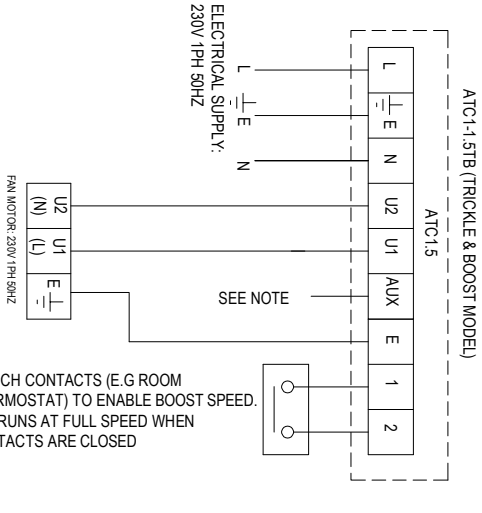 ATC1-1.5TB (TRICKLE & BOOST MODEL)
ATC1.5
L
E
N
U2
U1
AUX
E
1
2
L
E
N
ELECTRICAL SUPPLY:
230V 1PH 50HZ
SEE NOTE
U2
(N)
U1
(L)
E
FAN MOTOR: 230V 1PH 50HZ
CH CONTACTS (E.G ROOM
RMOSTAT) TO ENABLE BOOST SPEED.
RUNS AT FULL SPEED WHEN
TACTS ARE CLOSED